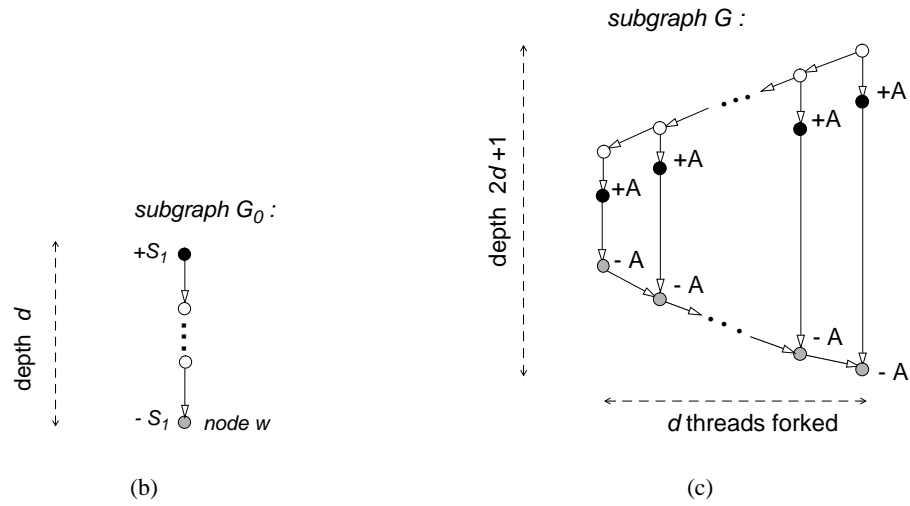 subgraph G :
+A
+A
+A
+A
depth 2d+1
subgraph G0 :
+S1
depth d
- A
- A
- A
- A
- S1 node w
d threads forked
(b) (c)